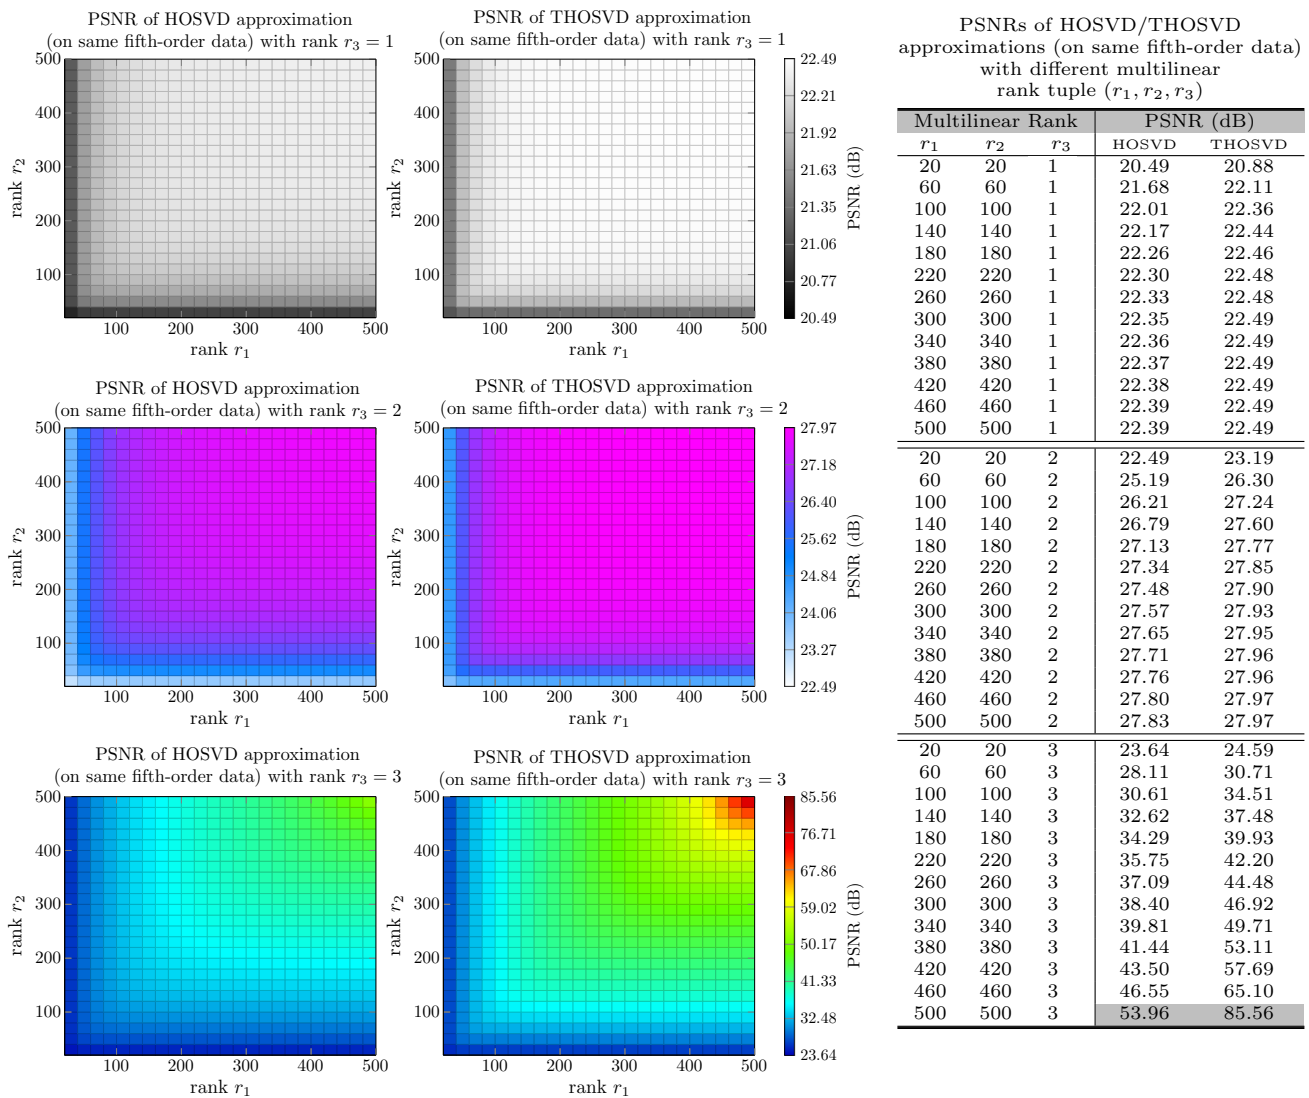 PSNR of HOSVD approximation
(on same fifth-order data) with rank r₃ = 1
500
400
300
200
100
rank r₂
100 200 300 400 500
rank r₁
PSNR of THOSVD approximation
(on same fifth-order data) with rank r₃ = 1
500
400
300
200
100
rank r₂
100 200 300 400 500
rank r₁
22.49
22.21
21.92
21.63
21.35
21.06
20.77
20.49
PSNR (dB)
PSNR of HOSVD approximation
(on same fifth-order data) with rank r₃ = 2
500
400
300
200
100
rank r₂
100 200 300 400 500
rank r₁
PSNR of THOSVD approximation
(on same fifth-order data) with rank r₃ = 2
500
400
300
200
100
rank r₂
100 200 300 400 500
rank r₁
27.97
27.18
26.40
25.62
24.84
24.06
23.27
22.49
PSNR (dB)
PSNR of HOSVD approximation
(on same fifth-order data) with rank r₃ = 3
500
400
300
200
100
rank r₂
100 200 300 400 500
rank r₁
PSNR of THOSVD approximation
(on same fifth-order data) with rank r₃ = 3
500
400
300
200
100
rank r₂
100 200 300 400 500
rank r₁
85.56
76.71
67.86
59.02
50.17
41.33
32.48
23.64
PSNR (dB)
PSNRs of HOSVD/THOSVD
approximations (on same fifth-order data)
with different multilinear
rank tuple (r₁, r₂, r₃)
Multilinear Rank PSNR (dB)
r₁ r₂ r₃ HOSVD THOSVD
20 20 1 20.49 20.88
60 60 1 21.68 22.11
100 100 1 22.01 22.36
140 140 1 22.17 22.44
180 180 1 22.26 22.46
220 220 1 22.30 22.48
260 260 1 22.33 22.48
300 300 1 22.35 22.49
340 340 1 22.36 22.49
380 380 1 22.37 22.49
420 420 1 22.38 22.49
460 460 1 22.39 22.49
500 500 1 22.39 22.49
20 20 2 22.49 23.19
60 60 2 25.19 26.30
100 100 2 26.21 27.24
140 140 2 26.79 27.60
180 180 2 27.13 27.77
220 220 2 27.34 27.85
260 260 2 27.48 27.90
300 300 2 27.57 27.93
340 340 2 27.65 27.95
380 380 2 27.71 27.96
420 420 2 27.76 27.96
460 460 2 27.80 27.97
500 500 2 27.83 27.97
20 20 3 23.64 24.59
60 60 3 28.11 30.71
100 100 3 30.61 34.51
140 140 3 32.62 37.48
180 180 3 34.29 39.93
220 220 3 35.75 42.20
260 260 3 37.09 44.48
300 300 3 38.40 46.92
340 340 3 39.81 49.71
380 380 3 41.44 53.11
420 420 3 43.50 57.69
460 460 3 46.55 65.10
500 500 3 53.96 85.56